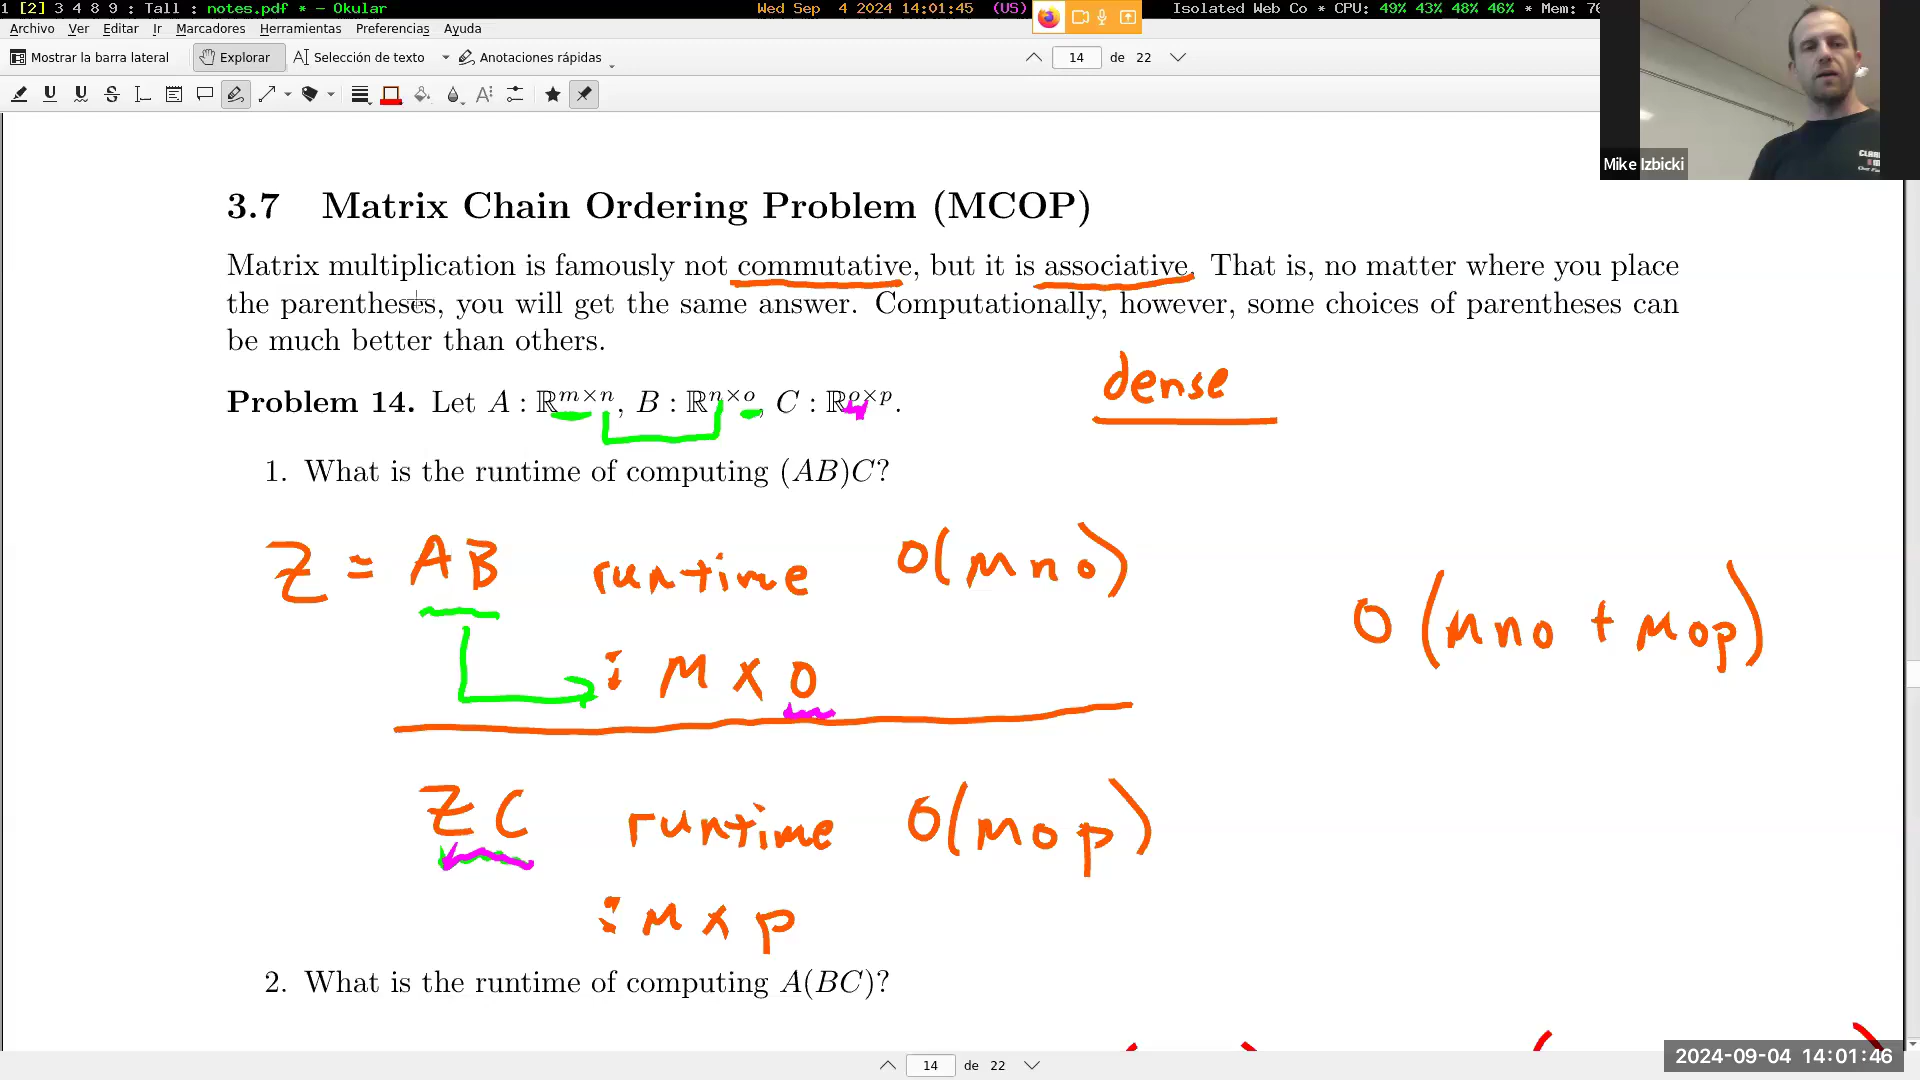 1 [2] 3 4 8 9 : Tall : notes.pdf * - Okular
Wed Sep 4 2024 14:01:45 (US)
Isolated Web Co * CPU: 49% 43% 48% 46% * Mem:
Archivo Ver Editar Ir Marcadores Herramientas Preferencias Ayuda
Mostrar la barra lateral Explorar Selección de texto Anotaciones rápidas
14 de 22
Mike Izbicki
3.7 Matrix Chain Ordering Problem (MCOP)
Matrix multiplication is famously not commutative, but it is associative. That is, no matter where you place
the parentheses, you will get the same answer. Computationally, however, some choices of parentheses can
be much better than others.
dense
Problem 14. Let A : ℝ^{m×n}, B : ℝ^{n×o}, C : ℝ^{o×p}.
1. What is the runtime of computing (AB)C?
Z = AB runtime O(mno)
O(mno + mop)
: m × o
ZC runtime O(mop)
: m × p
2. What is the runtime of computing A(BC)?
14 de 22
2024-09-04 14:01:46